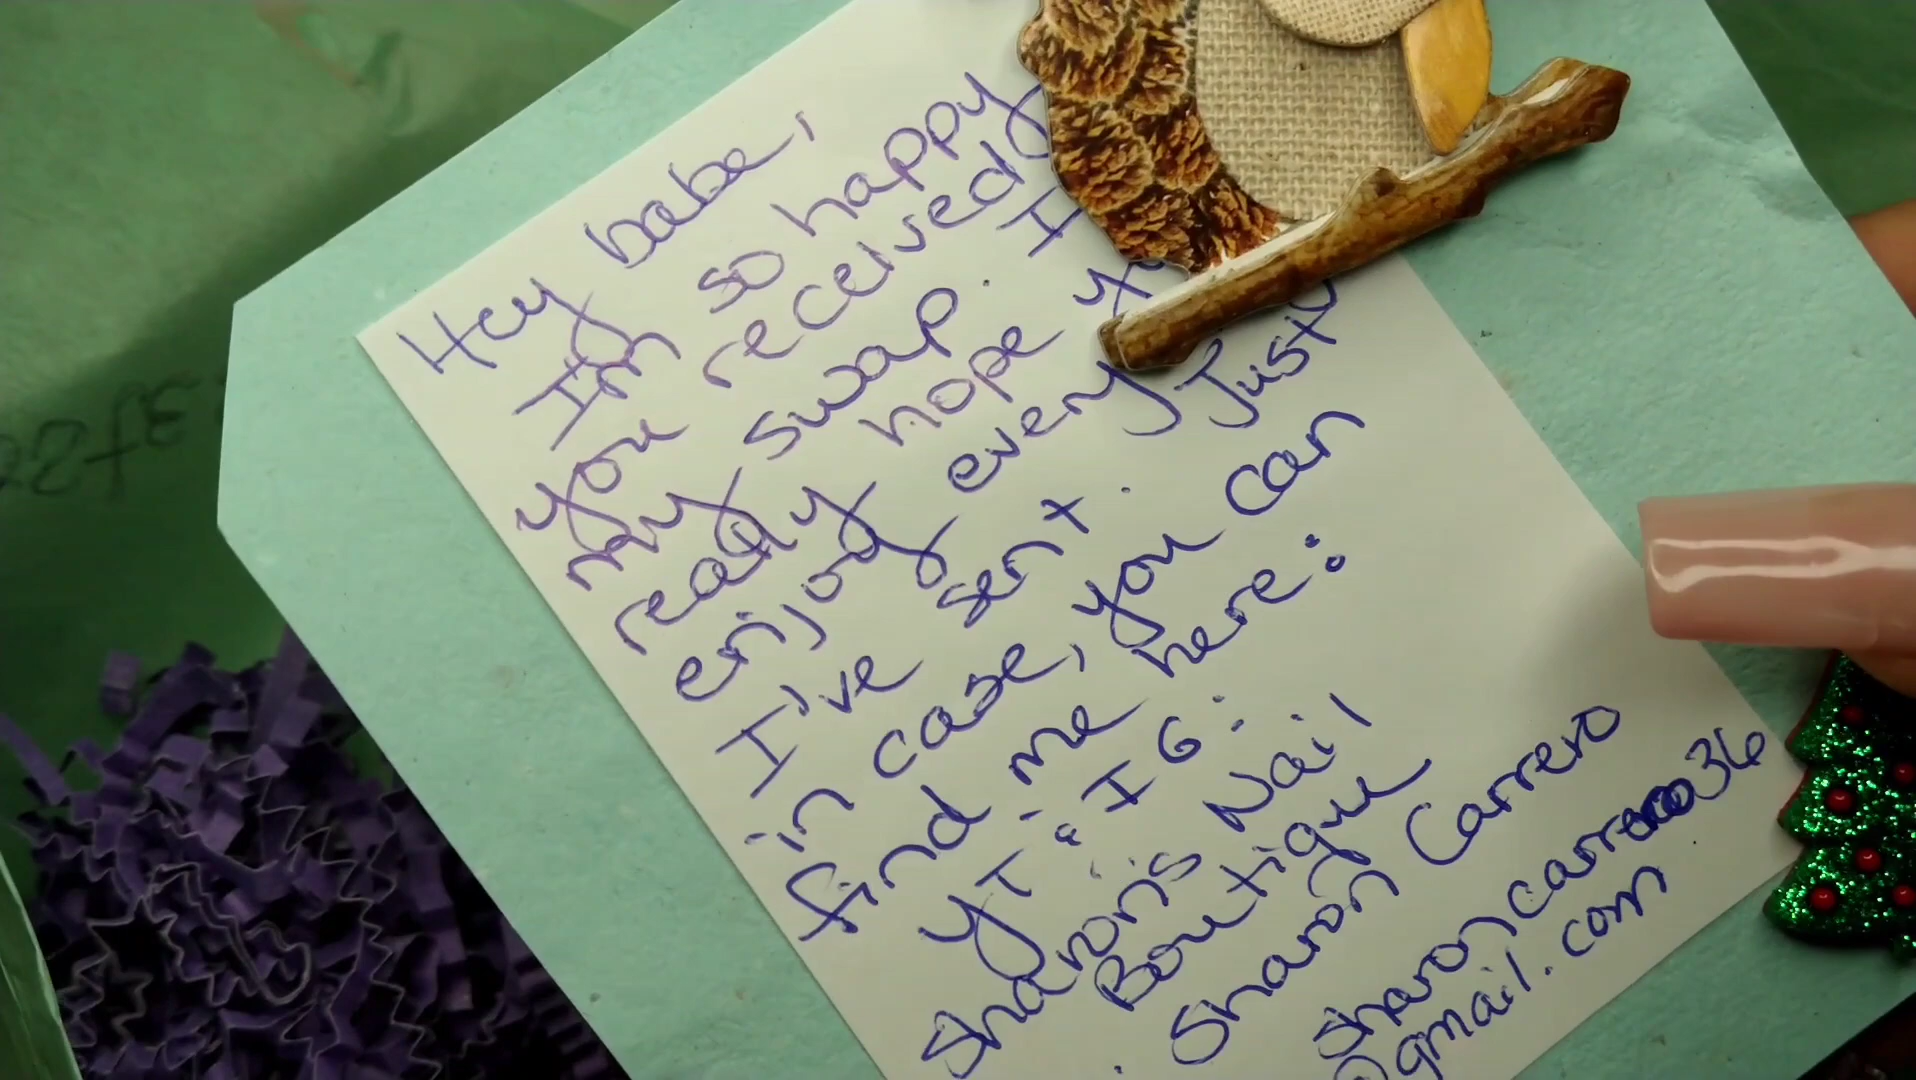 Hey babe,
I'm so happy
you received
my swap. I
really hope
enjoy every
I've sent. Just
in case, you can
find me here:
YT & IG:
Sharon's Nail
Boutique
Sharon Carrero
sharoncarrero36
@gmail.com